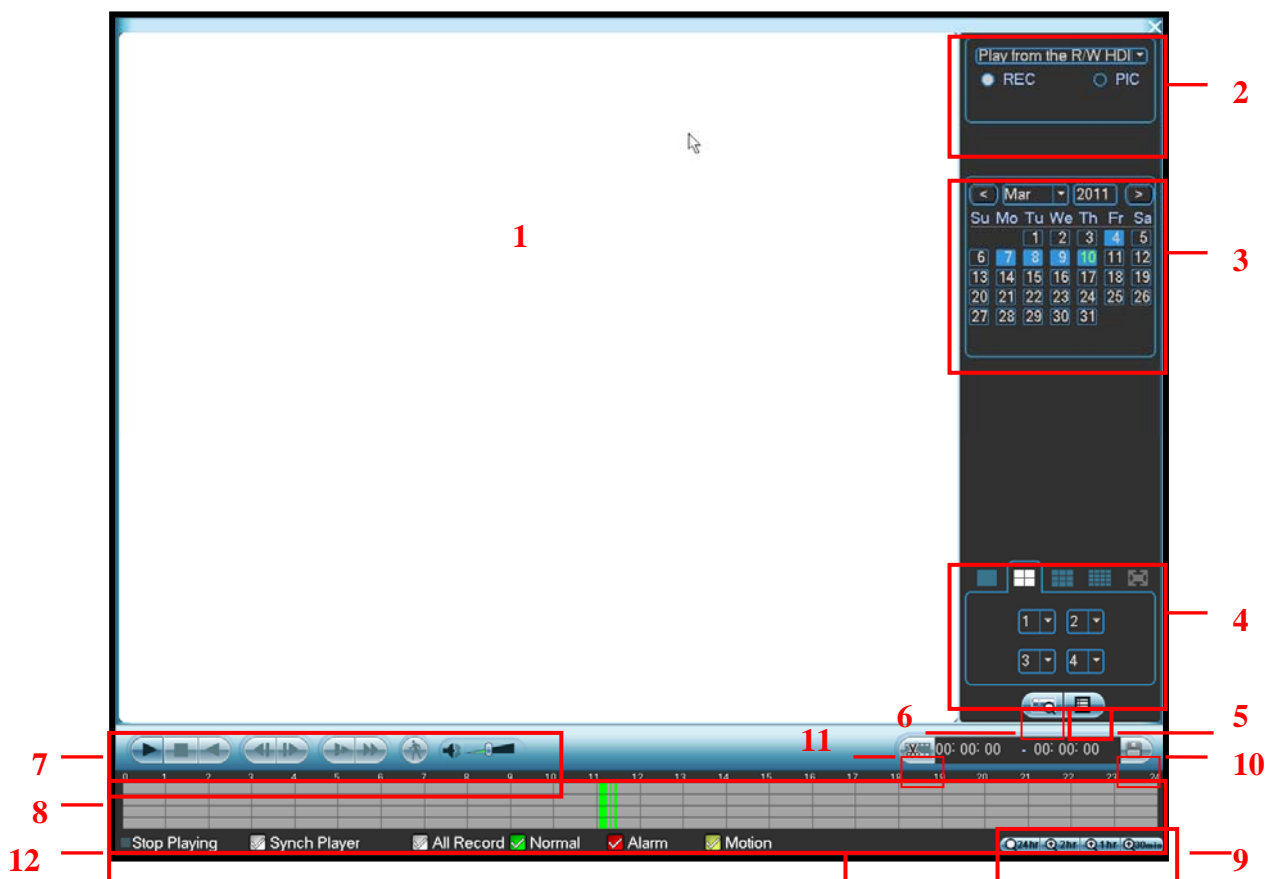 Play from the R/W HDI
REC PIC
2
< Mar 2011 >
Su Mo Tu We Th Fr Sa
1 2 3 4 5
6 7 8 9 10 11 12
13 14 15 16 17 18 19
20 21 22 23 24 25 26
27 28 29 30 31
3
1
1 2
3 4
4
6
5
11
00: 00: 00 - 00: 00: 00
7
10
0 1 2 3 4 5 6 7 8 9 10 11 12 13 14 15 16 17 18 19 20 21 22 23 24
8
Stop Playing Synch Player All Record Normal Alarm Motion
24hr 2hr 1hr 30min
12
9